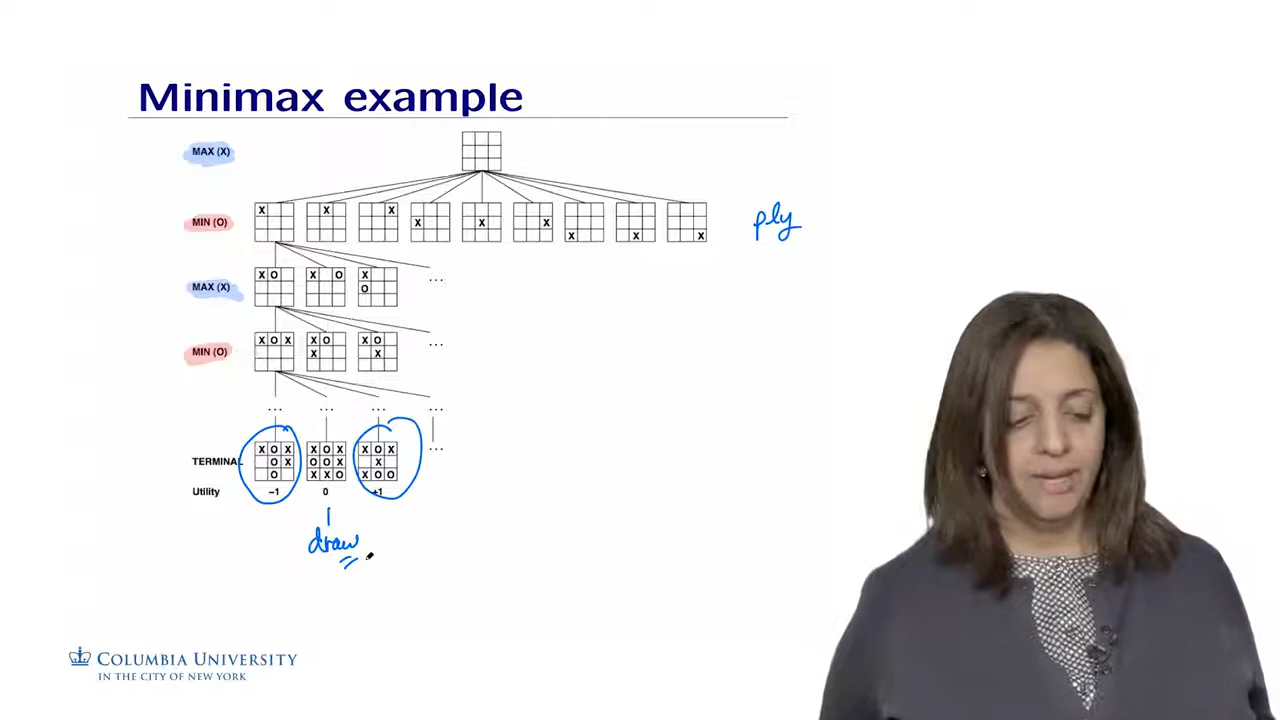 Minimax example
MAX (X)
X X X X X X X X X
MIN (O)
ply
X O X O X
O
MAX (X)
...
X O X X O X O
X X
MIN (O)
...
... ... ... ...
X O X X O X X O X ...
TERMINAL O X O O X X
O X X O X O O
Utility -1 0 +1
draw
COLUMBIA UNIVERSITY
IN THE CITY OF NEW YORK